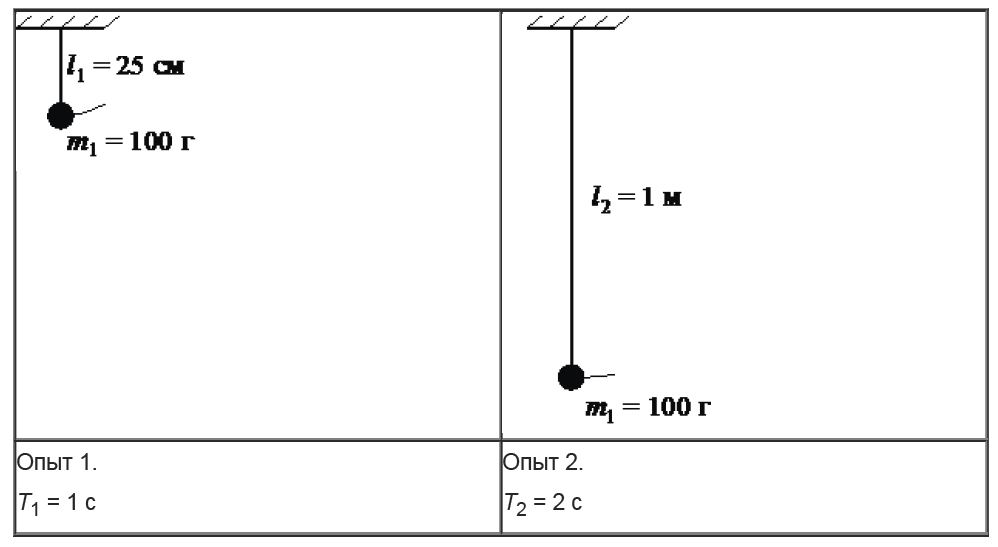 l₁ = 25 см
m₁ = 100 г
l₂ = 1 м
m₁ = 100 г
Опыт 1.
T₁ = 1 с
Опыт 2.
T₂ = 2 с